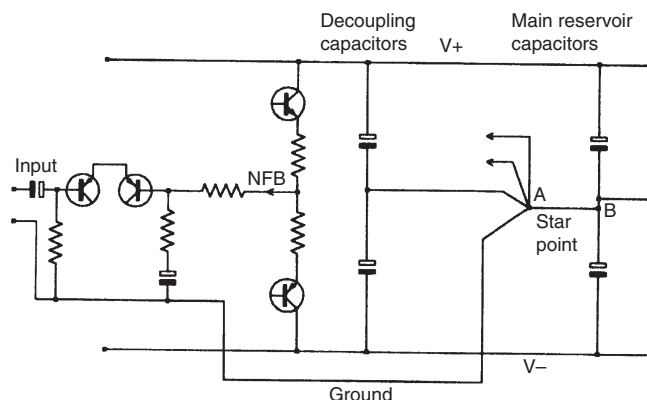 Decoupling
capacitors
V+
Main reservoir
capacitors
Input
NFB
A
B
Star
point
V–
Ground